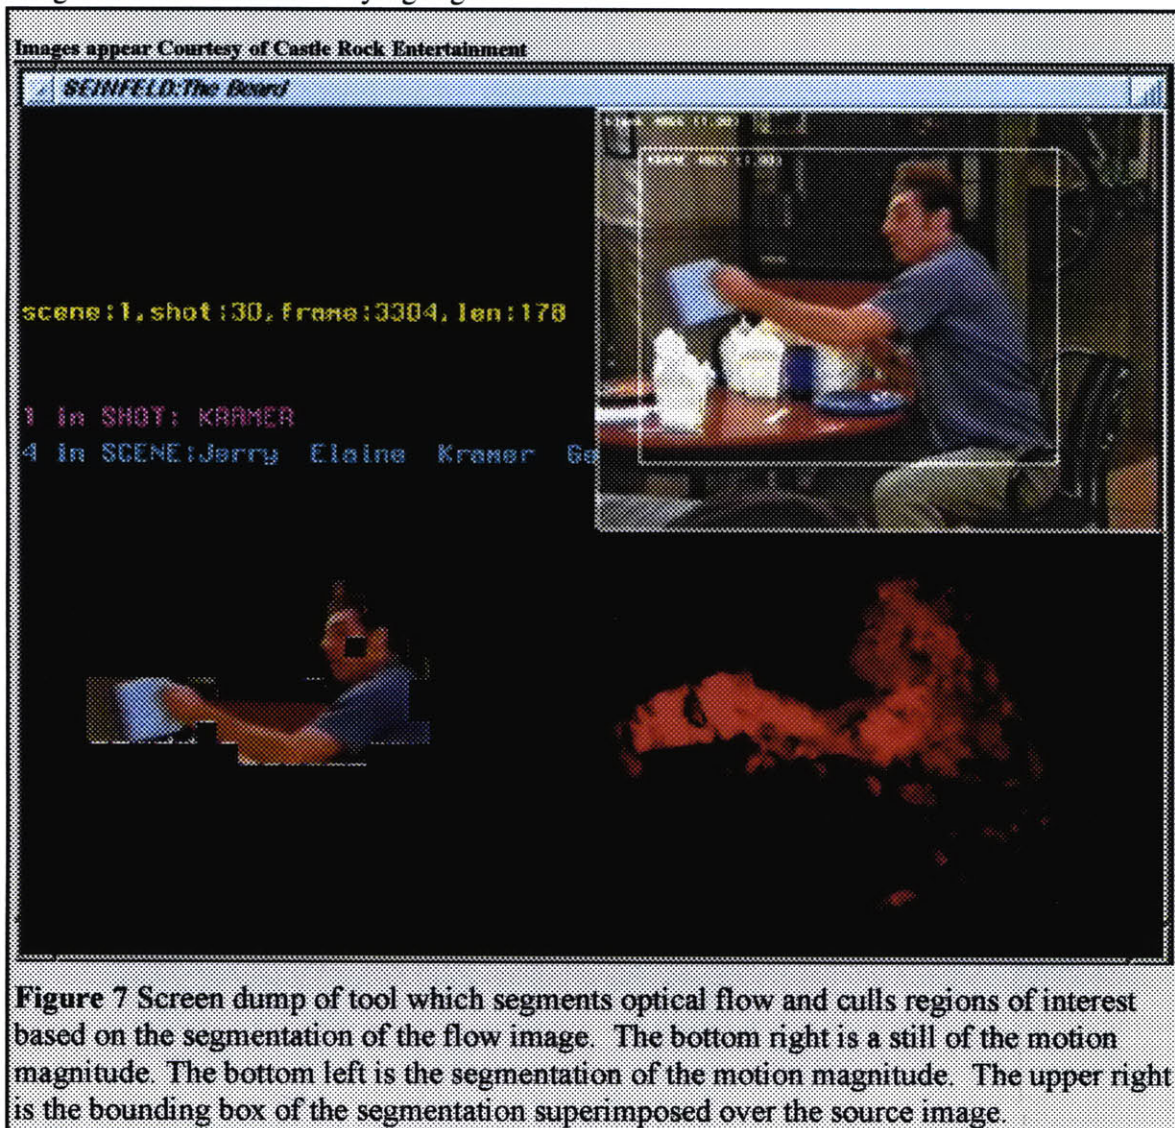 Images appear Courtesy of Castle Rock Entertainment
SEINFELD:The Beard
scene:1,shot:30,frame:3304,len:178
1 in SHOT: KRAMER
4 in SCENE:Jerry Elaine Kramer Ge
Figure 7 Screen dump of tool which segments optical flow and culls regions of interest
based on the segmentation of the flow image. The bottom right is a still of the motion
magnitude. The bottom left is the segmentation of the motion magnitude. The upper right
is the bounding box of the segmentation superimposed over the source image.